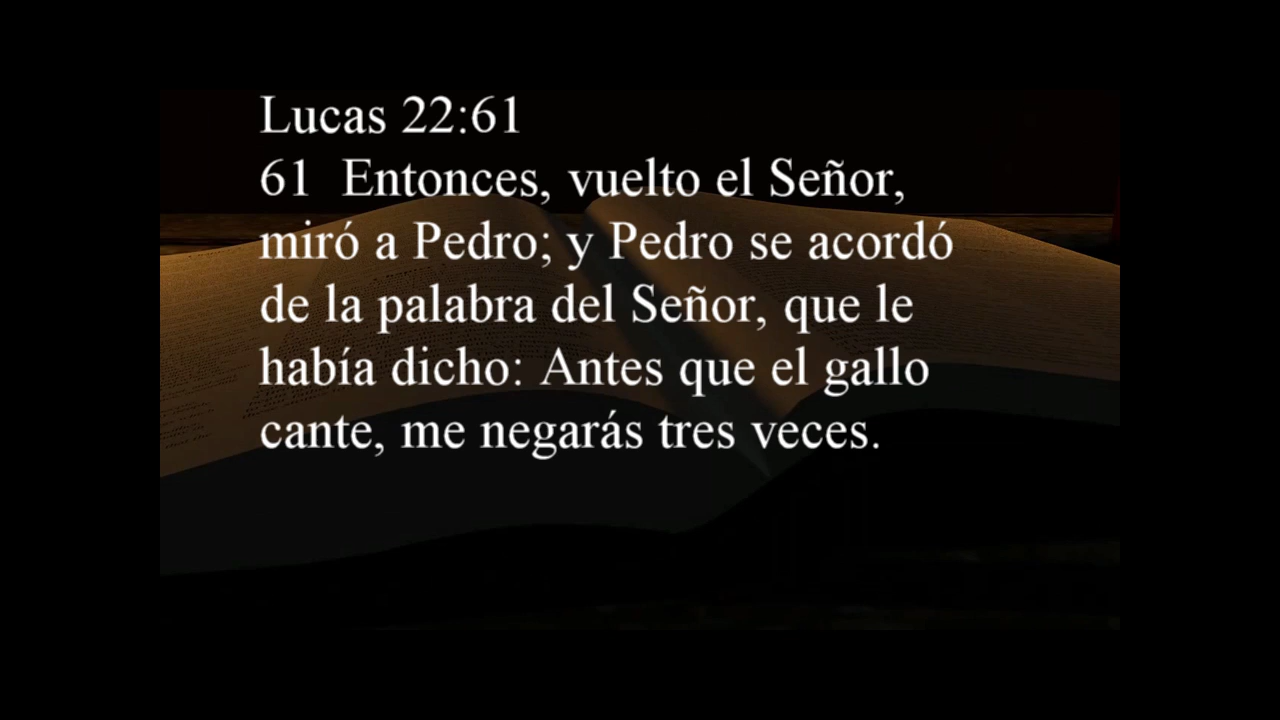 Lucas 22:61
61 Entonces, vuelto el Señor,
miró a Pedro; y Pedro se acordó
de la palabra del Señor, que le
había dicho: Antes que el gallo
cante, me negarás tres veces.